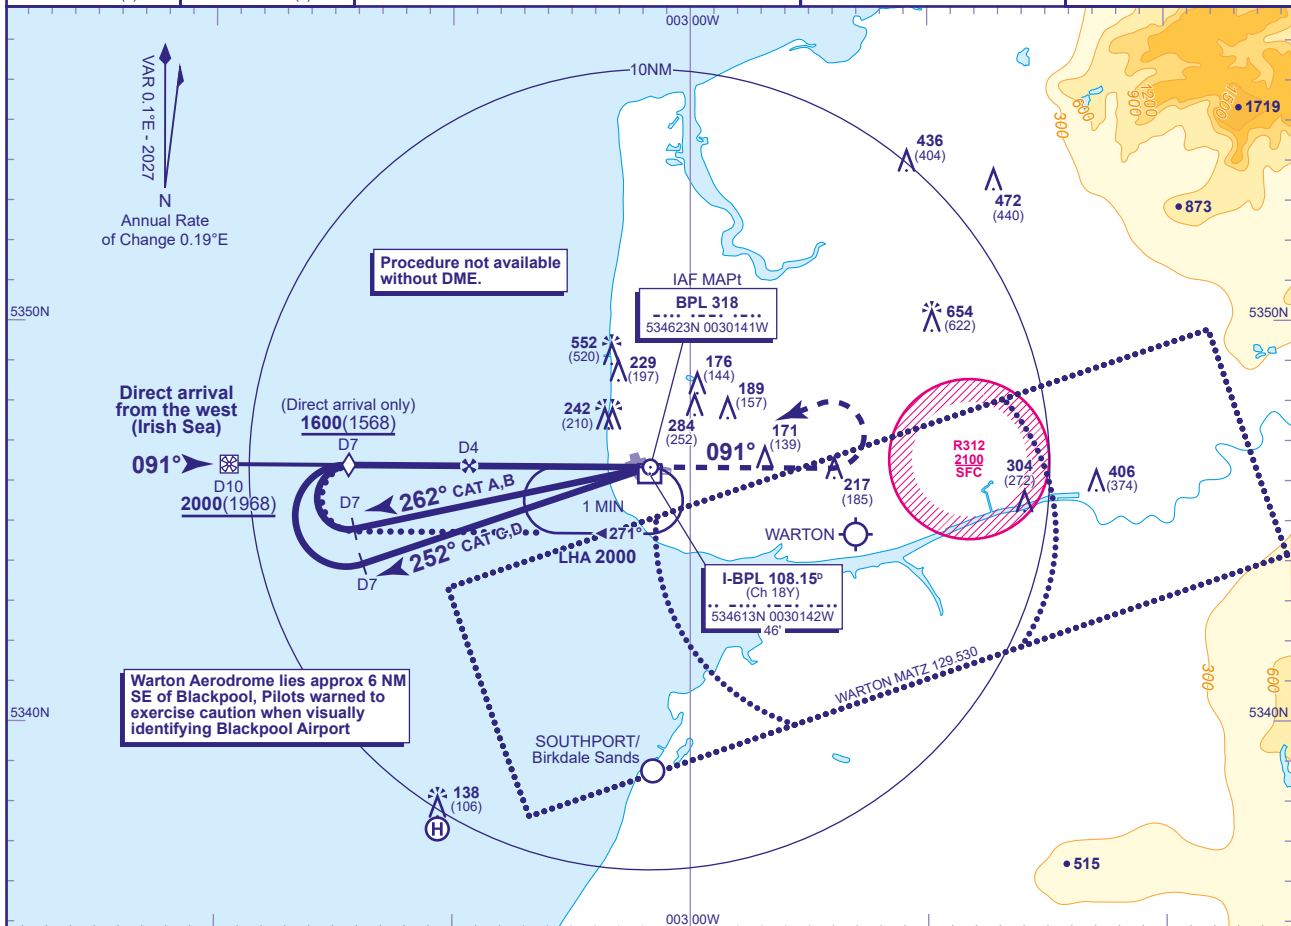 003 00W
10NM
VAR 0.1°E - 2027
N
Annual Rate
of Change 0.19°E
300
600
900
1200
1500
1719
873
436
(404)
472
(440)
Procedure not available
without DME.
IAF MAPt
BPL 318
534623N 0030141W
5350N
5350N
654
(622)
552
(520)
229
(197)
176
(144)
189
(157)
242
(210)
284
(252)
171
(139)
091°
217
(185)
Direct arrival
from the west
(Irish Sea)
091°
D10
2000(1968)
(Direct arrival only)
1600(1568)
D7
D4
D7
262° CAT A,B
252° CAT C,D
D7
1 MIN
271°
LHA 2000
R312
2100
SFC
304
(272)
406
(374)
WARTON
I-BPL 108.15D
(Ch 18Y)
534613N 0030142W
46'
Warton Aerodrome lies approx 6 NM
SE of Blackpool, Pilots warned to
exercise caution when visually
identifying Blackpool Airport
WARTON MATZ 129.530
300
600
5340N
5340N
SOUTHPORT/
Birkdale Sands
138
(106)
H
515
003 00W